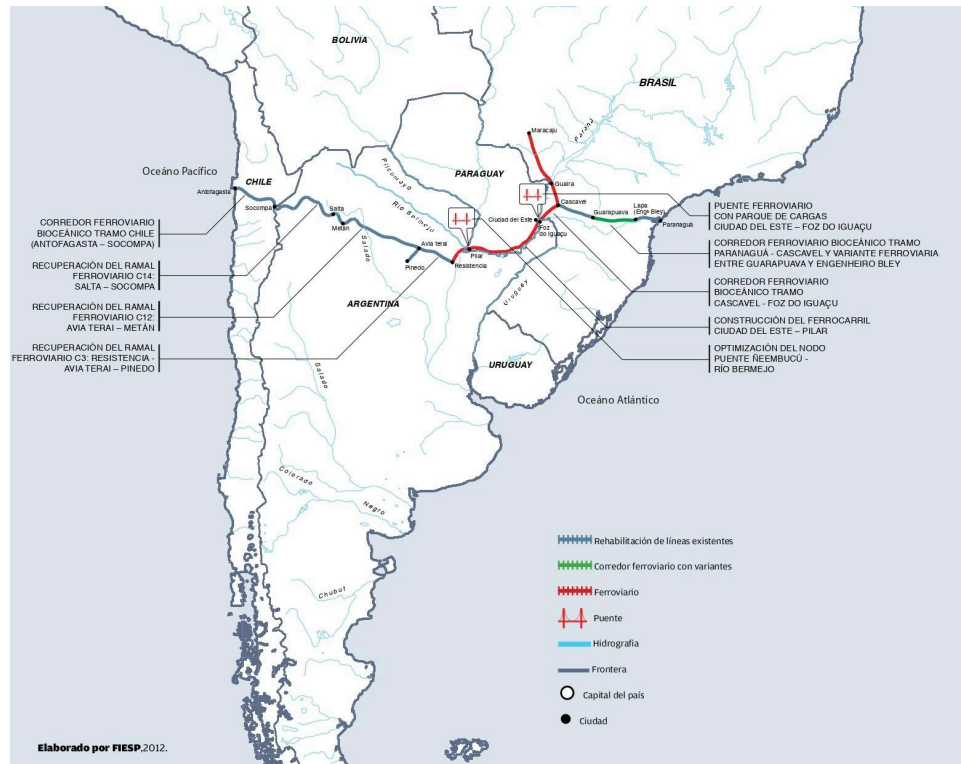 BOLIVIA
BRASIL
Maracaju
Paraná
Oceáno Pacífico
CHILE
PARAGUAY
Pilcomayo
Guaira
Antofagasta
Río Bermejo
Cascavel
Socompa
Salta
Ciudad del Este
Guarapuava
Lapa
(Engº Bley)
Metán
Foz
do Iguaçu
Paranagua
Salado
Avia terai
Pilar
Pinedo
Resistencia
ARGENTINA
Uruguay
URUGUAY
Salado
Oceáno Atlántico
Colorado
Negro
Chubut
CORREDOR FERROVIARIO
BIOCEÁNICO TRAMO CHILE
(ANTOFAGASTA – SOCOMPA)
RECUPERACIÓN DEL RAMAL
FERROVIARIO C14:
SALTA – SOCOMPA
RECUPERACIÓN DEL RAMAL
FERROVIARIO C12:
AVIA TERAI – METÁN
RECUPERACIÓN DEL RAMAL
FERROVIARIO C3: RESISTENCIA -
AVIA TERAI - PINEDO
PUENTE FERROVIARIO
CON PARQUE DE CARGAS
CIUDAD DEL ESTE – FOZ DO IGUAÇU
CORREDOR FERROVIARIO BIOCEÁNICO TRAMO
PARANAGUÁ - CASCAVEL Y VARIANTE FERROVIARIA
ENTRE GUARAPUAVA Y ENGENHEIRO BLEY
CORREDOR FERROVIARIO
BIOCEÁNICO TRAMO
CASCAVEL - FOZ DO IGUAÇU
CONSTRUCCIÓN DEL FERROCARRIL
CIUDAD DEL ESTE – PILAR
OPTIMIZACIÓN DEL NODO
PUENTE ÑEEMBUCÚ -
RÍO BERMEJO
Rehabilitación de líneas existentes
Corredor ferroviario con variantes
Ferroviario
Puente
Hidrografia
Frontera
Capital del país
Ciudad
Elaborado por FIESP,2012.